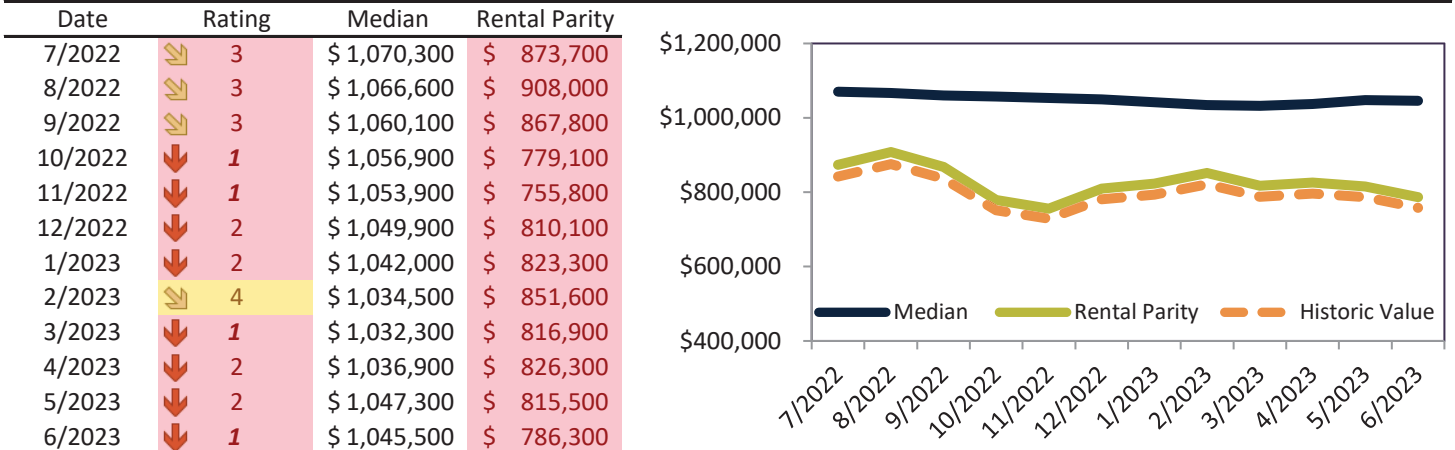 Date Rating Median Rental Parity
7/2022 3 $ 1,070,300 $ 873,700
8/2022 3 $ 1,066,600 $ 908,000
9/2022 3 $ 1,060,100 $ 867,800
10/2022 1 $ 1,056,900 $ 779,100
11/2022 1 $ 1,053,900 $ 755,800
12/2022 2 $ 1,049,900 $ 810,100
1/2023 2 $ 1,042,000 $ 823,300
2/2023 4 $ 1,034,500 $ 851,600
3/2023 1 $ 1,032,300 $ 816,900
4/2023 2 $ 1,036,900 $ 826,300
5/2023 2 $ 1,047,300 $ 815,500
6/2023 1 $ 1,045,500 $ 786,300
$1,200,000
$1,000,000
$800,000
$600,000
$400,000
Median Rental Parity Historic Value
7/2022 8/2022 9/2022 10/2022 11/2022 12/2022 1/2023 2/2023 3/2023 4/2023 5/2023 6/2023